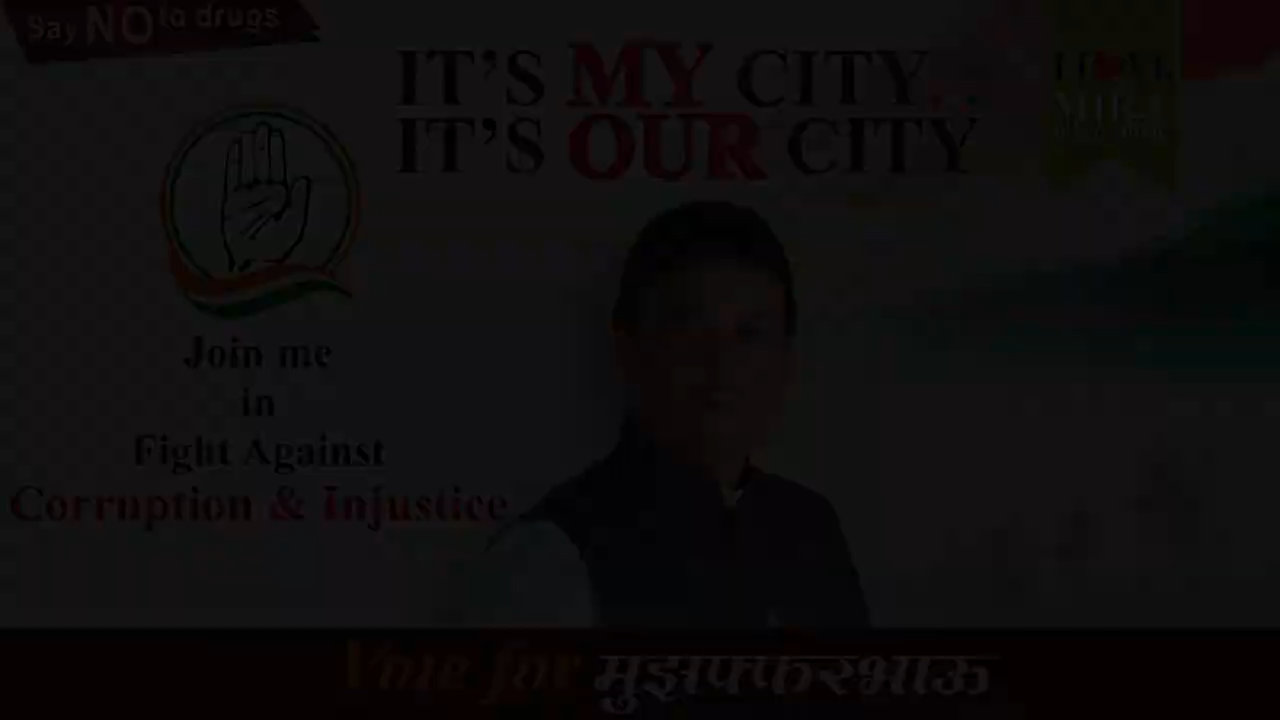 Say NO to drugs
IT'S MY CITY
IT'S OUR CITY
Join me
in
Fight Against
Corruption & Injustice
Vote for मुझफ्फरभाऊ